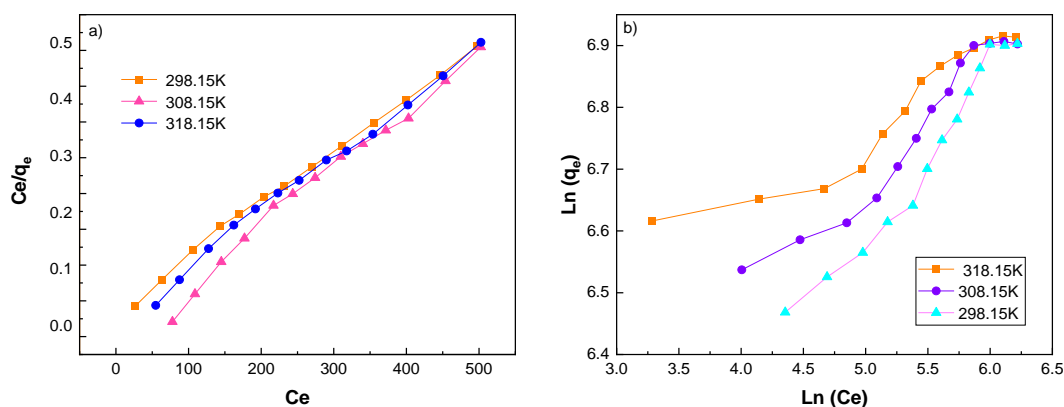 a)
Ce/qe
0.5
0.4
0.3
0.2
0.1
0.0
298.15K
308.15K
318.15K
0 100 200 300 400 500
Ce
b)
Ln (qe)
6.9
6.8
6.7
6.6
6.5
6.4
318.15K
308.15K
298.15K
3.0 4.0 4.5 5.0 5.5 6.0 6.5
Ln (Ce)